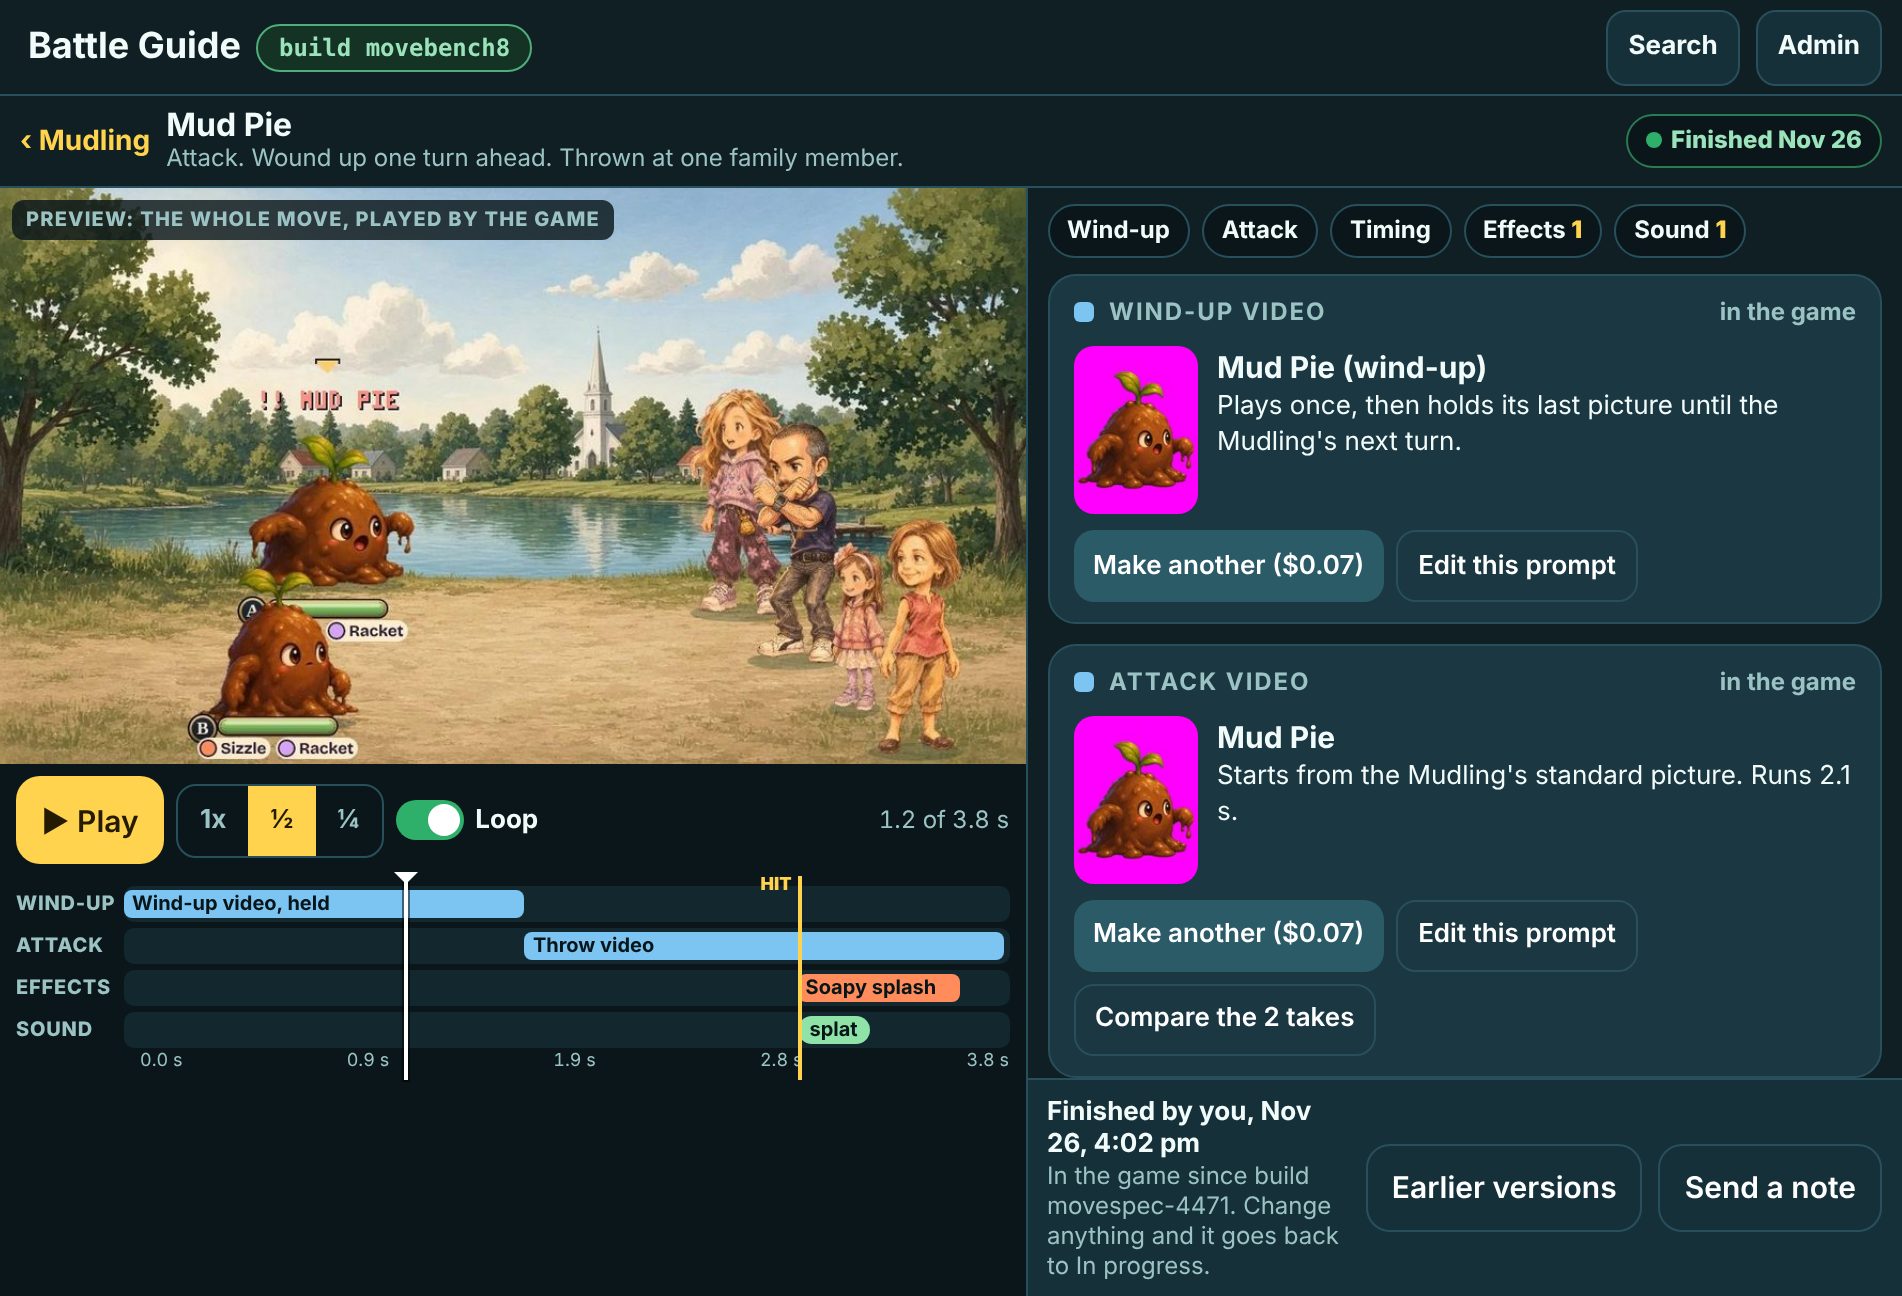 Battle Guide
build movebench8
Search
Admin
‹ Mudling
Mud Pie
Attack. Wound up one turn ahead. Thrown at one family member.
Finished Nov 26
PREVIEW: THE WHOLE MOVE, PLAYED BY THE GAME
!! MUD PIE
A
Racket
B
Sizzle
Racket
Play
1x
½
¼
Loop
1.2 of 3.8 s
HIT
WIND-UP
Wind-up video, held
ATTACK
Throw video
EFFECTS
Soapy splash
SOUND
splat
0.0 s
0.9 s
1.9 s
2.8 s
3.8 s
Wind-up
Attack
Timing
Effects 1
Sound 1
WIND-UP VIDEO
in the game
Mud Pie (wind-up)
Plays once, then holds its last picture until the
Mudling's next turn.
Make another ($0.07)
Edit this prompt
ATTACK VIDEO
in the game
Mud Pie
Starts from the Mudling's standard picture. Runs 2.1
s.
Make another ($0.07)
Edit this prompt
Compare the 2 takes
Finished by you, Nov
26, 4:02 pm
In the game since build
movespec-4471. Change
anything and it goes back
to In progress.
Earlier versions
Send a note